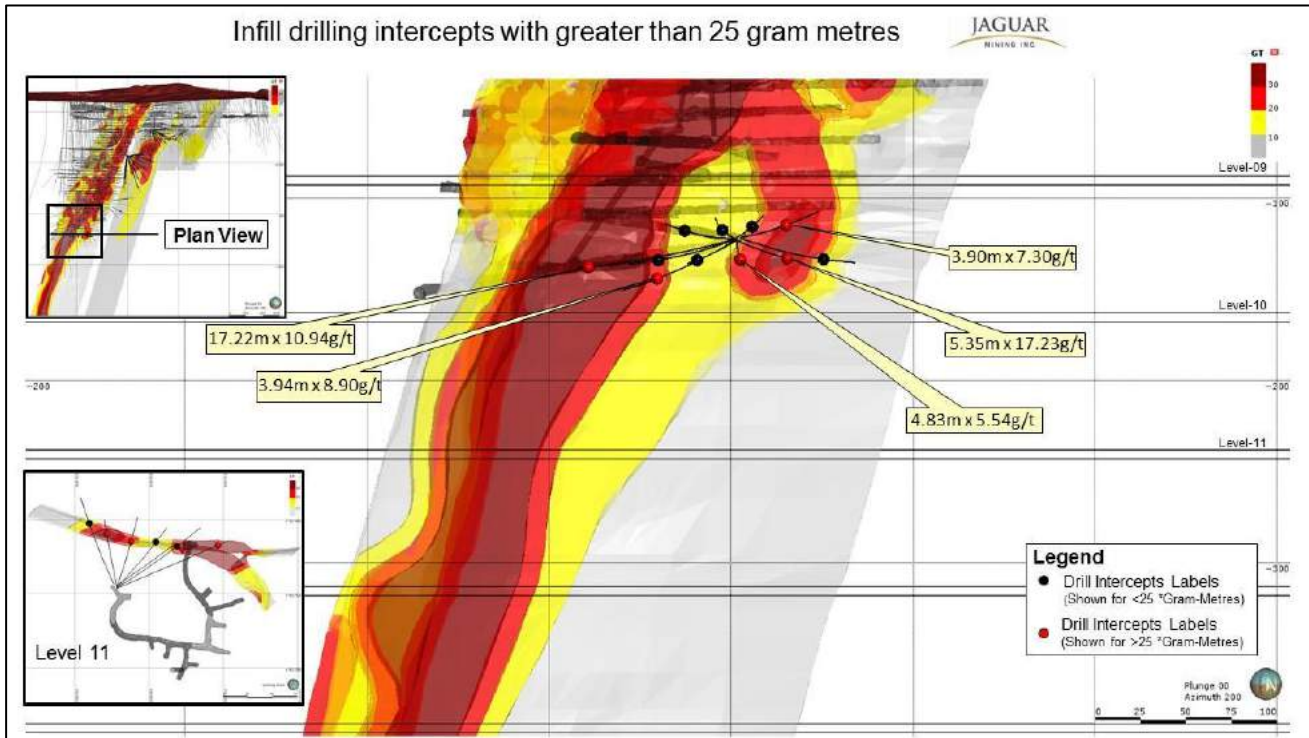 Infill drilling intercepts with greater than 25 gram metres
JAGUAR
MINING INC
GT
30
20
10
GT
Plan View
Level-09
-200
3.90m x 7.30g/t
Level-10
17.22m x 10.94g/t
5.35m x 17.23g/t
3.94m x 8.90g/t
-200
-200
4.83m x 5.54g/t
Level-11
Level 11
-300
Legend
Drill Intercepts Labels
(Shown for <25 *Gram-Metres)
Drill Intercepts Labels
(Shown for >25 *Gram-Metres)
Plunge 00
Azimuth 200
0 25 50 75 100